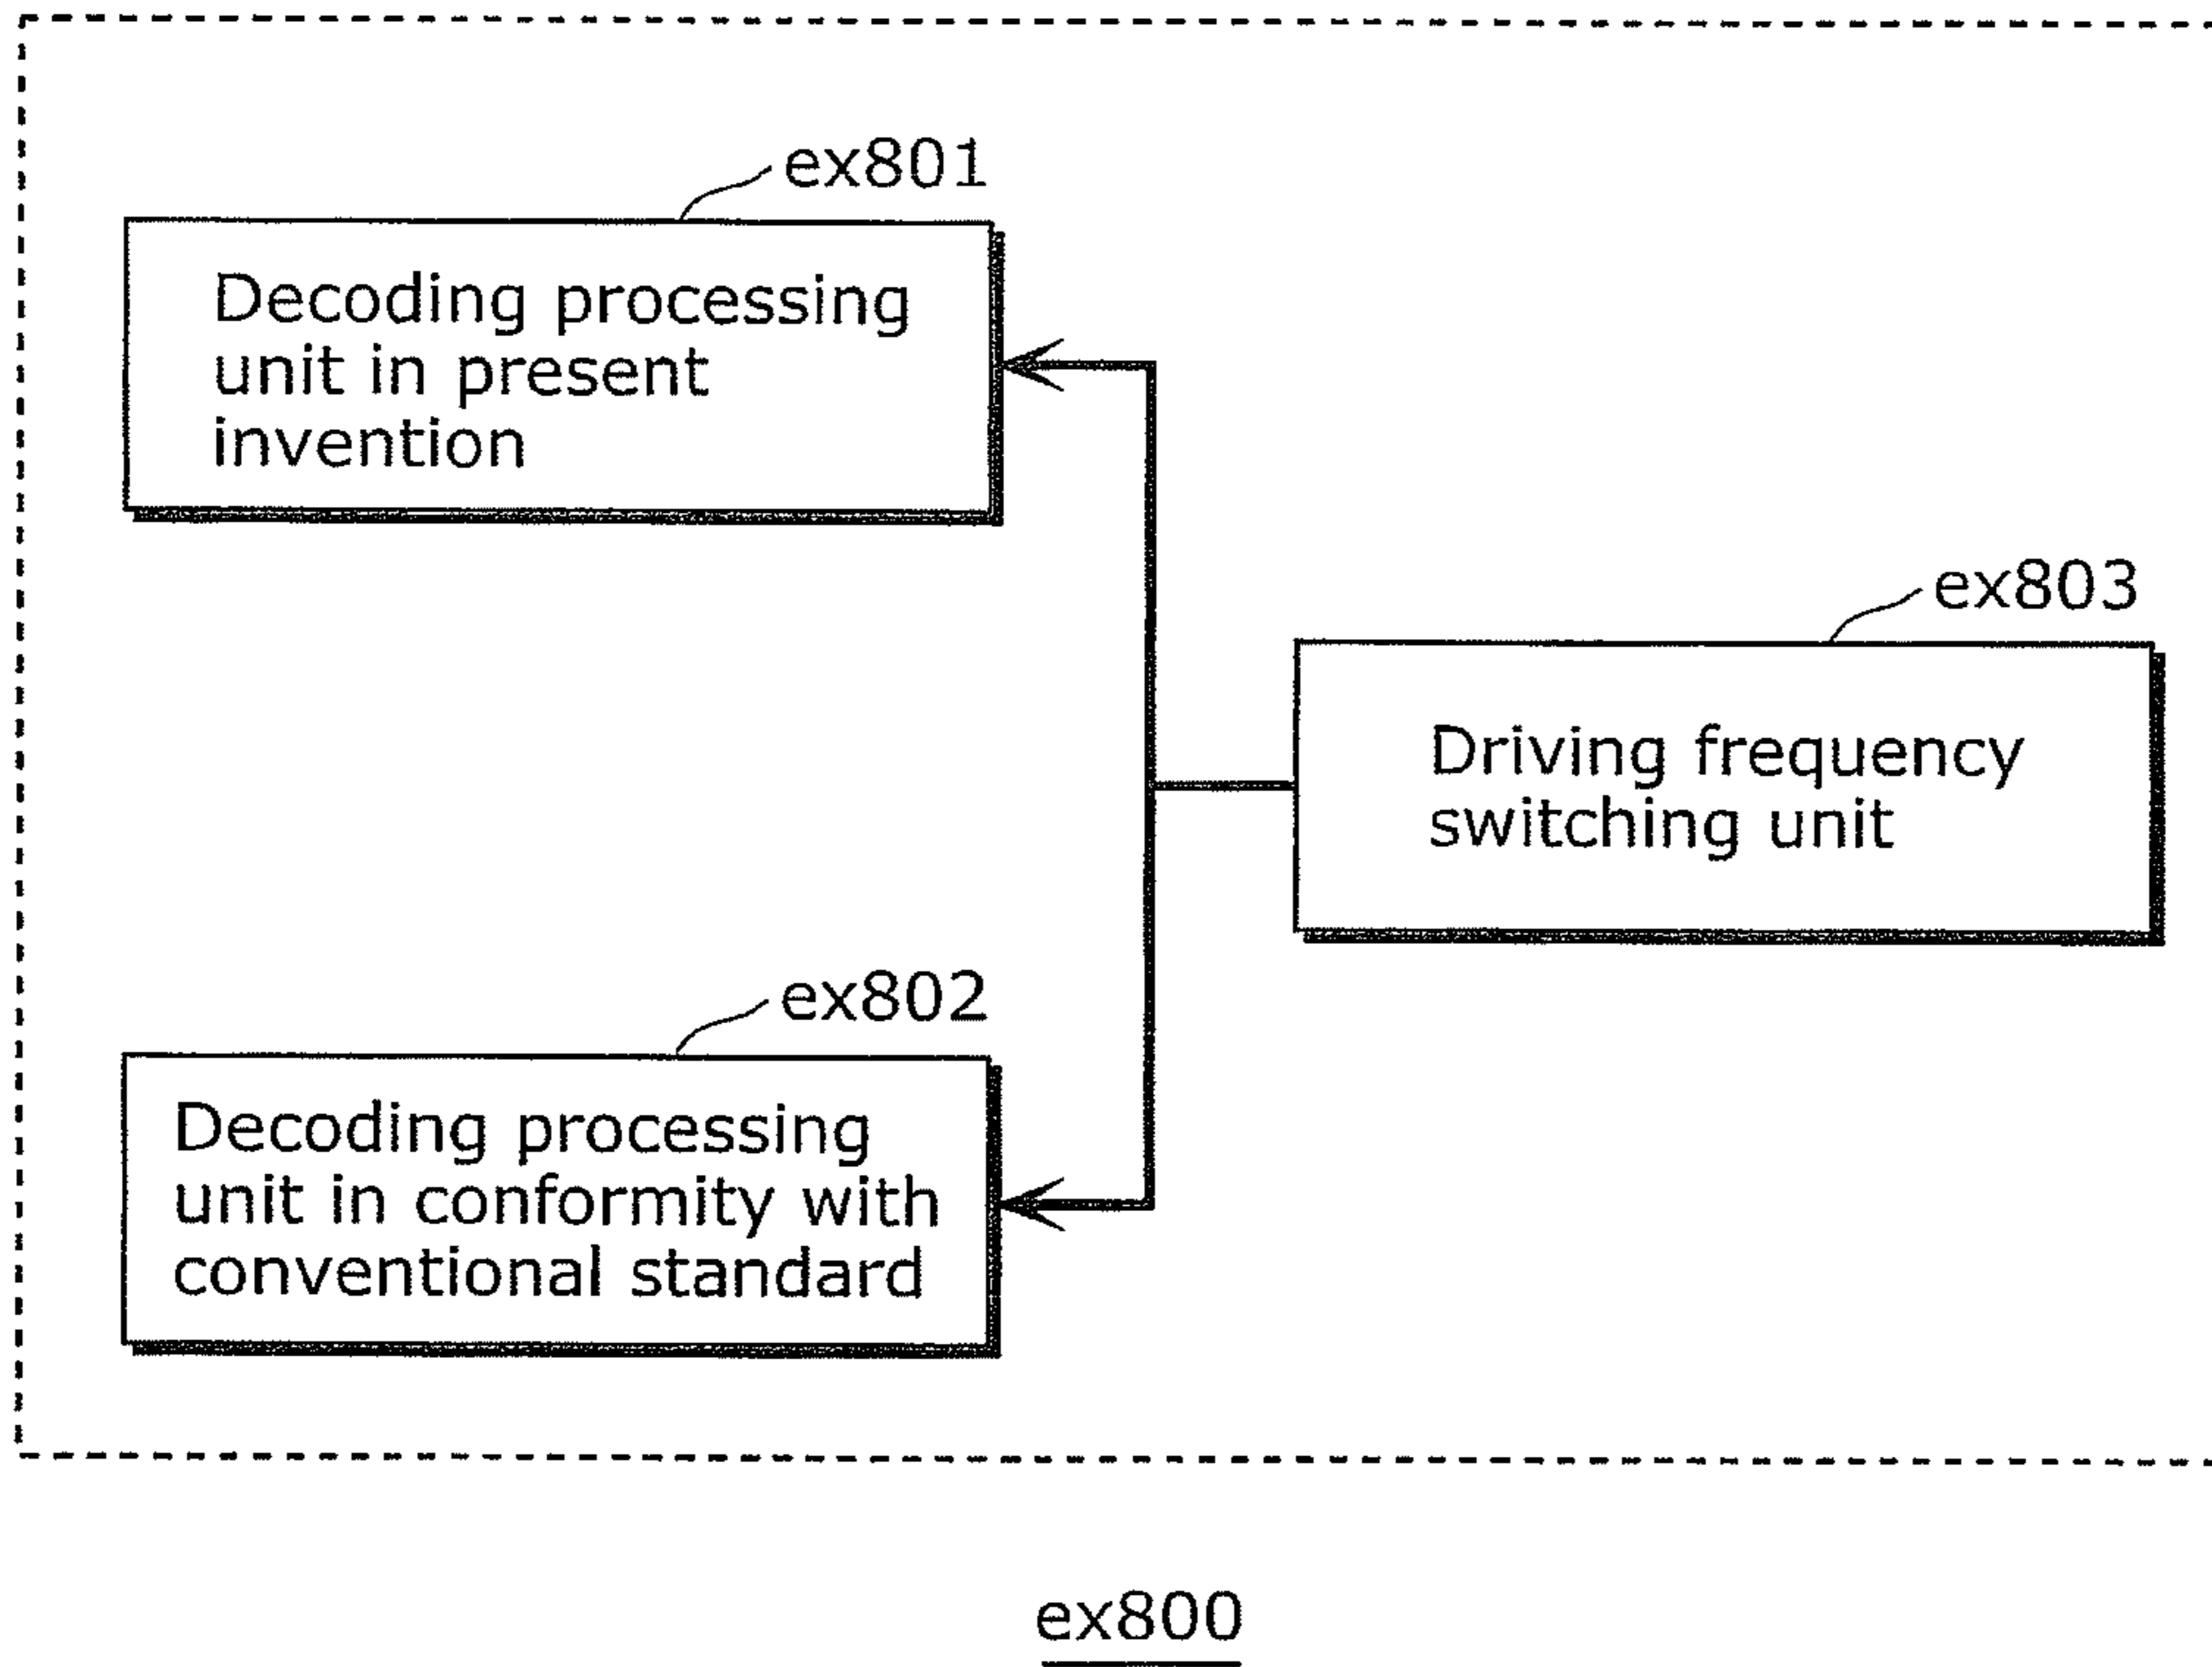 ex801
Decoding processing
unit in present
invention
ex803
Driving frequency
switching unit
ex802
Decoding processing
unit in conformity with
conventional standard
ex800